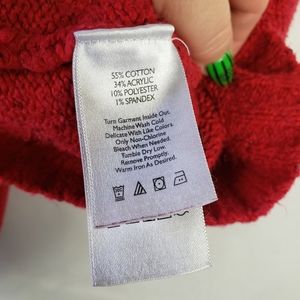 55% COTTON
34% ACRYLIC
10% POLYESTER
1% SPANDEX
Turn Garment Inside Out.
Machine Wash Cold
Delicate With Like Colors.
Only Non-Chlorine
Bleach When Needed.
Tumble Dry Low.
Remove Promptly.
Warm Iron As Desired.